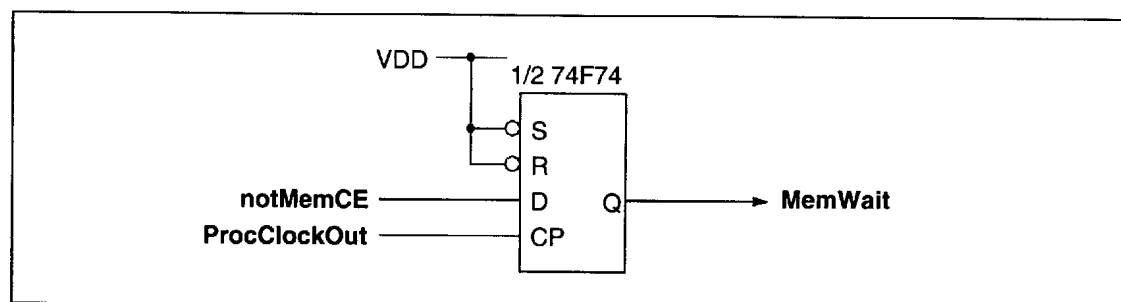 VDD
1/2 74F74
S
R
notMemCE
D
Q
MemWait
ProcClockOut
CP